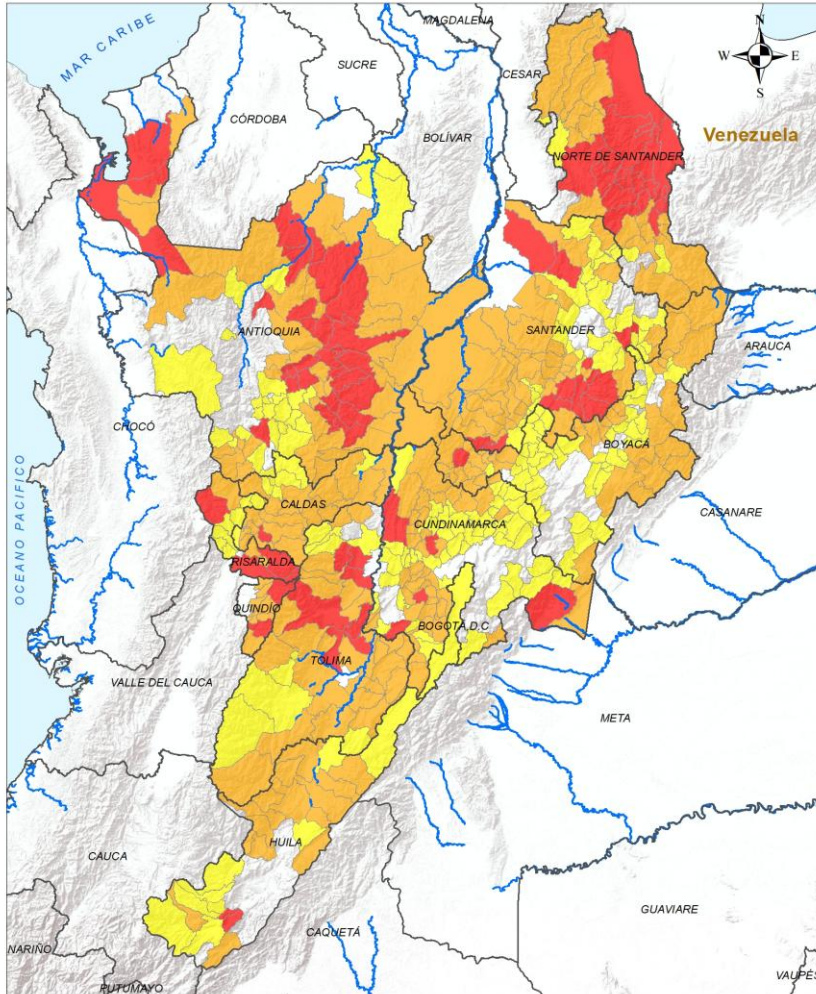 MAR CARIBE
MAGDALENA
N
W
E
S
SUCRE
CESAR
CÓRDOBA
BOLÍVAR
Venezuela
NORTE DE SANTANDER
ANTIOQUIA
SANTANDER
ARAUCA
CHOCÓ
BOYACÁ
OCEANO PACIFICO
CALDAS
CUNDINAMARCA
CASANARE
RISARALDA
QUINDÍO
BOGOTÁ D.C
TOLIMA
VALLE DEL CAUCA
META
HUILA
CAUCA
GUAVIARE
CAQUETÁ
NARIÑO
PUTUMAYO
VAUPÉS